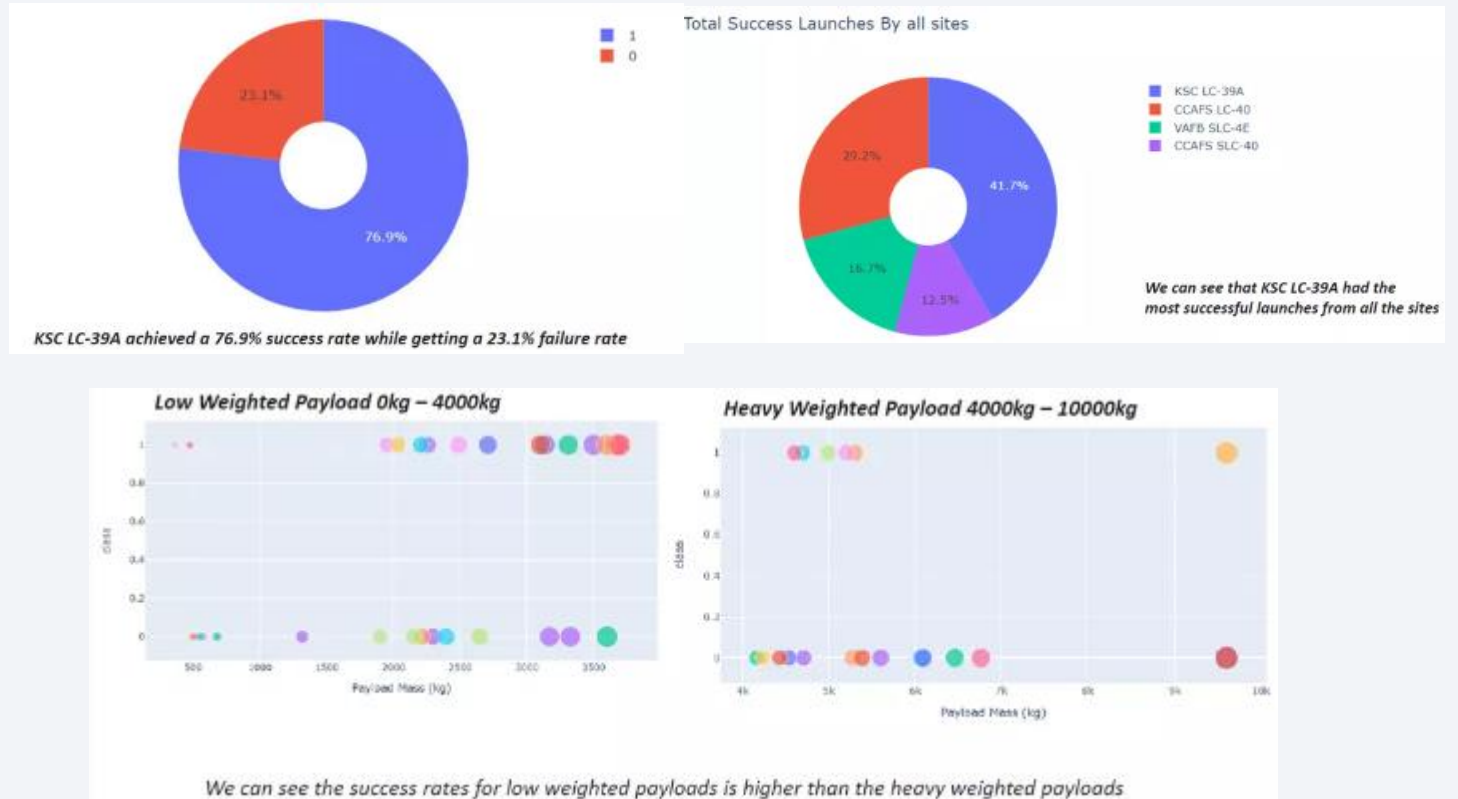 1
0
23.1%
76.9%
KSC LC-39A achieved a 76.9% success rate while getting a 23.1% failure rate
Total Success Launches By all sites
KSC LC-39A
CCAFS LC-40
VAFB SLC-4E
CCAFS SLC-40
29.2%
41.7%
16.7%
12.5%
We can see that KSC LC-39A had the
most successful launches from all the sites
Low Weighted Payload 0kg – 4000kg
1
0.8
0.6
0.4
0.2
0
class
500 1000 1500 2000 2500 3000 3500
Payload Mass (kg)
Heavy Weighted Payload 4000kg – 10000kg
1
0.8
0.6
0.4
0.2
0
class
4k 5k 6k 7k 8k 9k 10k
Payload Mass (kg)
We can see the success rates for low weighted payloads is higher than the heavy weighted payloads